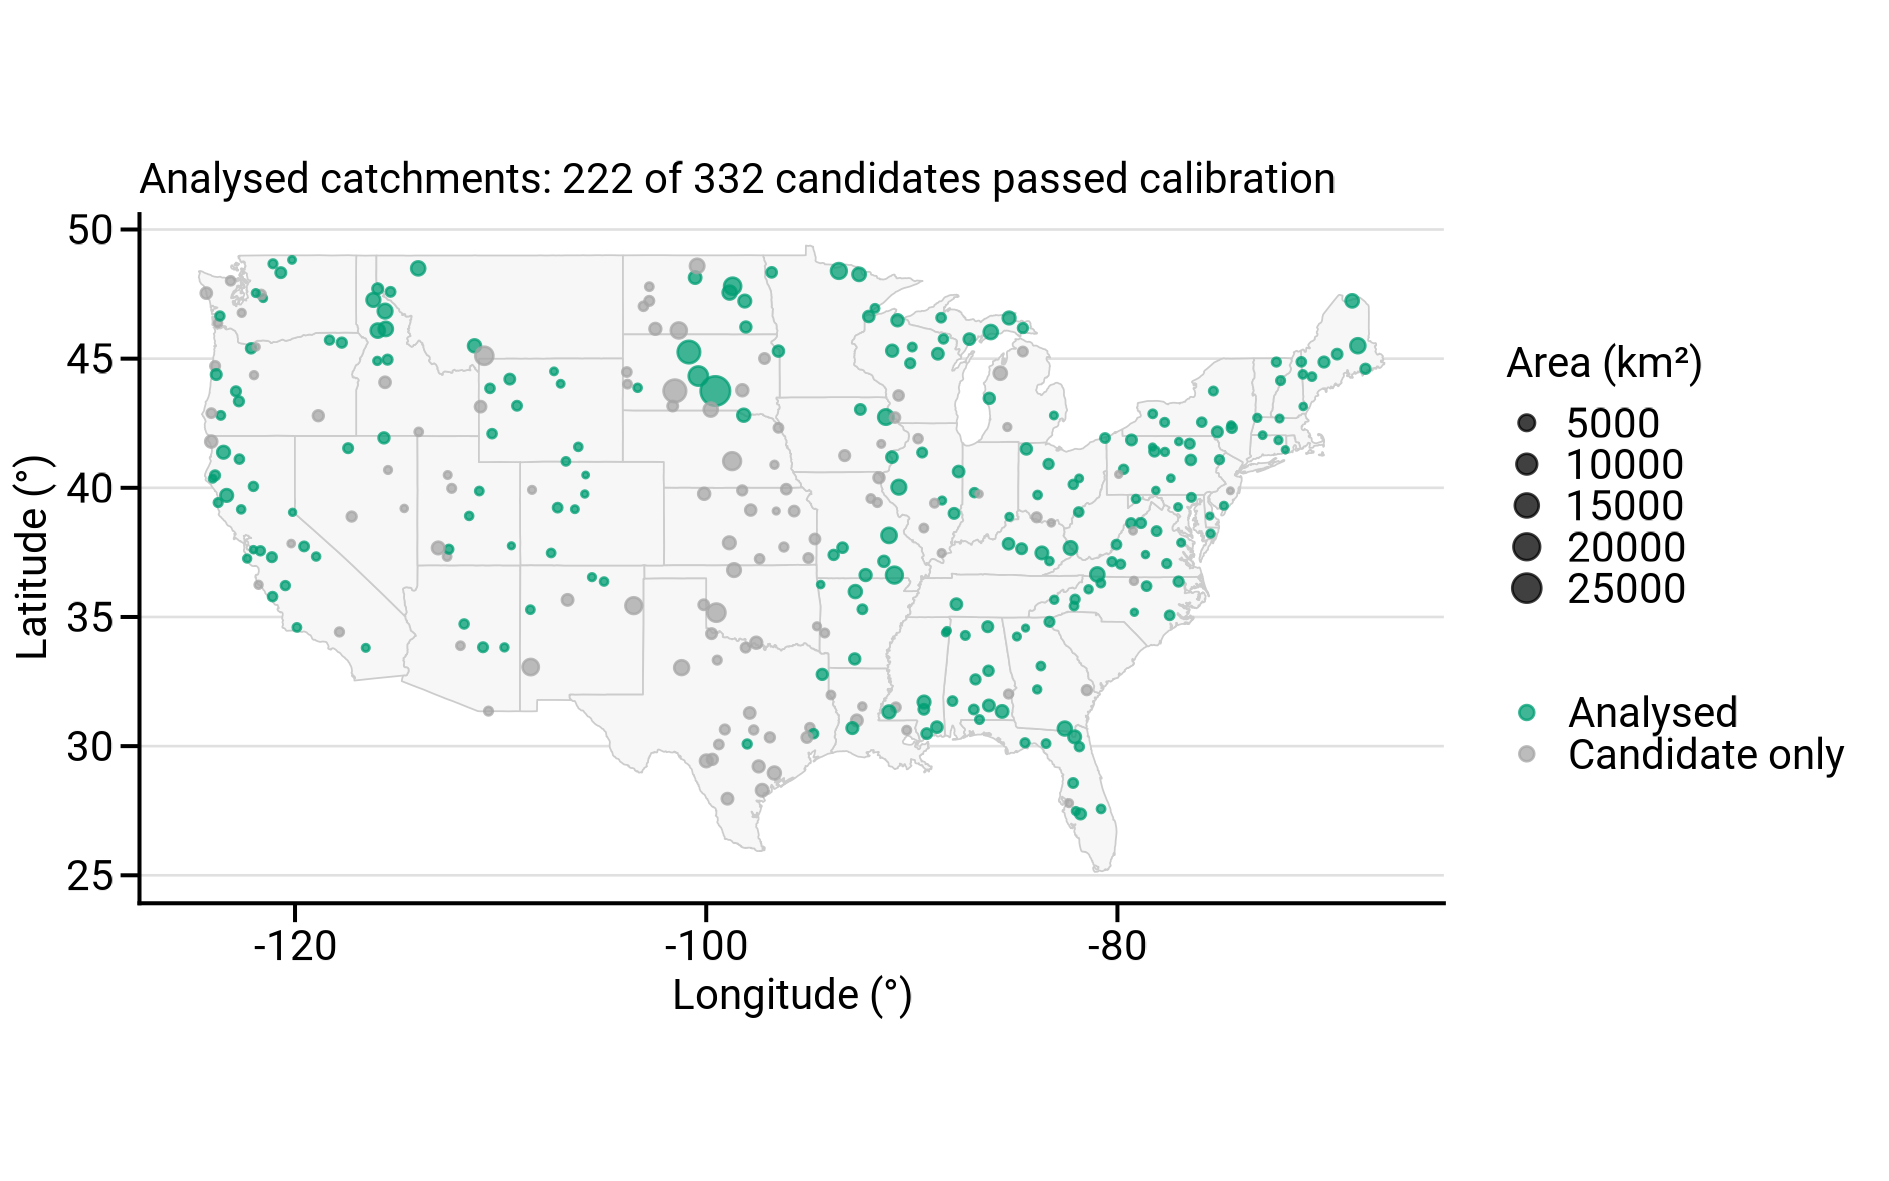 Analysed catchments: 222 of 332 candidates passed calibration
50
45
40
35
30
25
Latitude (°)
-120
-100
-80
Longitude (°)
Area (km²)
5000
10000
15000
20000
25000
Analysed
Candidate only